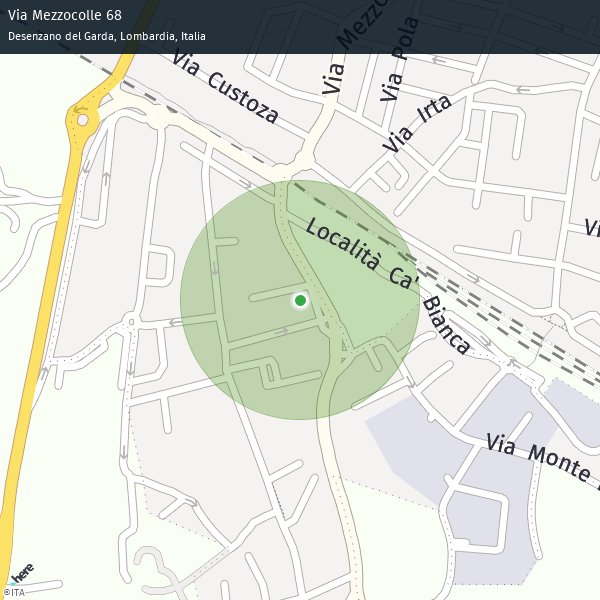 Via Mezzocolle 68
Desenzano del Garda, Lombardia, Italia
Via Custoza
Via Mezzo
Via Pola
Via Irta
Località Ca' Bianca
Via Monte
here
©ITA